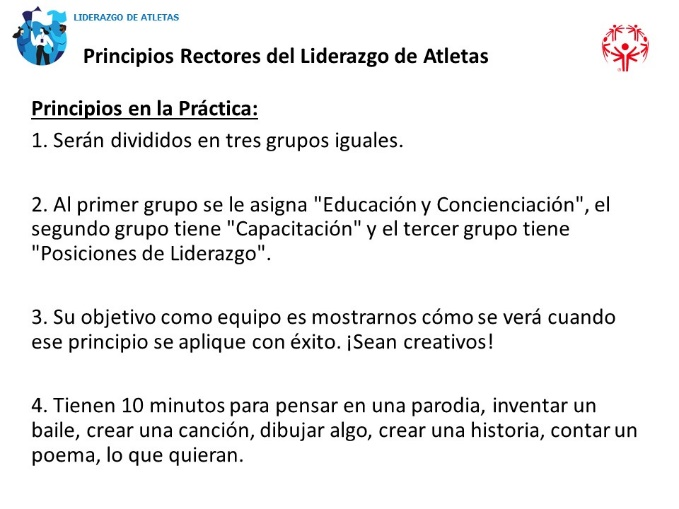 LIDERAZGO DE ATLETAS
Principios Rectores del Liderazgo de Atletas
Principios en la Práctica:
1. Serán divididos en tres grupos iguales.
2. Al primer grupo se le asigna "Educación y Concienciación", el
segundo grupo tiene "Capacitación" y el tercer grupo tiene
"Posiciones de Liderazgo".
3. Su objetivo como equipo es mostrarnos cómo se verá cuando
ese principio se aplique con éxito. ¡Sean creativos!
4. Tienen 10 minutos para pensar en una parodia, inventar un
baile, crear una canción, dibujar algo, crear una historia, contar un
poema, lo que quieran.